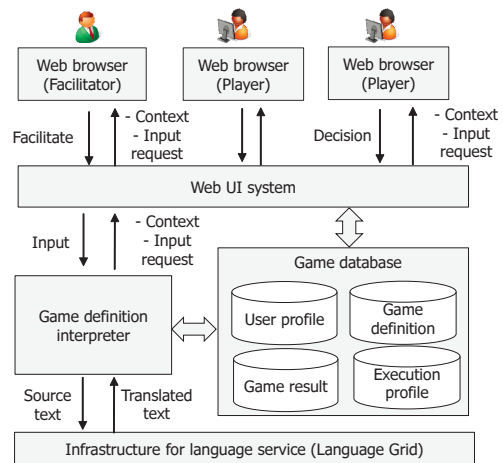 Web browser
(Facilitator)
Web browser
(Player)
Web browser
(Player)
Facilitate
- Context
- Input
request
Decision
- Context
- Input
request
Web UI system
Input
- Context
- Input
request
Game database
Game definition
interpreter
User profile
Game
definition
Game result
Execution
profile
Source
text
Translated
text
Infrastructure for language service (Language Grid)